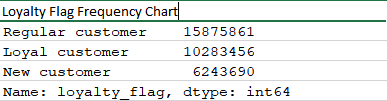 Loyalty Flag Frequency Chart
Regular customer    15875861
Loyal customer      10283456
New customer         6243690
Name: loyalty_flag, dtype: int64